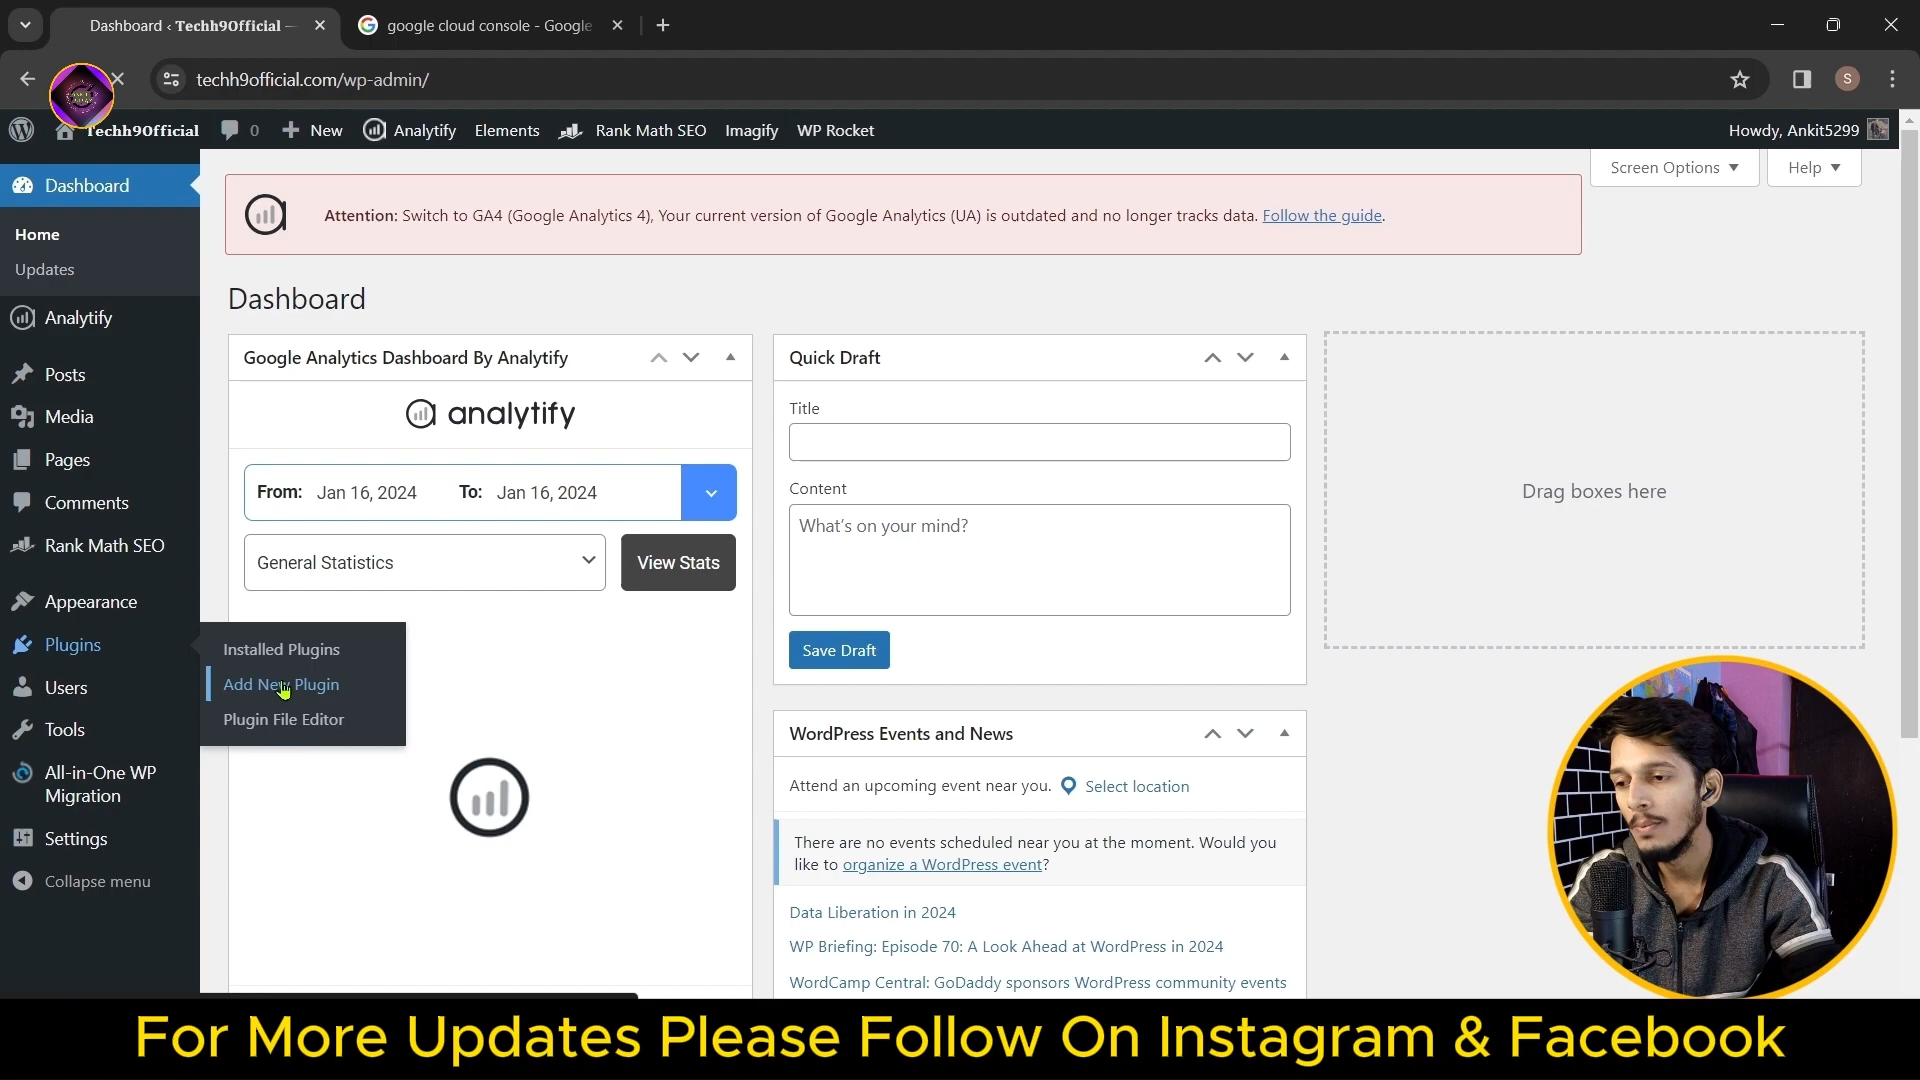 Dashboard ‹ Techh9Official —
google cloud console - Google
techh9official.com/wp-admin/
S
Techh9Official
0
New
Analytify
Elements
Rank Math SEO
Imagify
WP Rocket
Howdy, Ankit5299
Screen Options
Help
Dashboard
Home
Updates
Analytify
Posts
Media
Pages
Comments
Rank Math SEO
Appearance
Plugins
Users
Tools
All-in-One WP
Migration
Settings
Collapse menu
Installed Plugins
Add New Plugin
Plugin File Editor
Attention: Switch to GA4 (Google Analytics 4), Your current version of Google Analytics (UA) is outdated and no longer tracks data. Follow the guide.
Dashboard
Google Analytics Dashboard By Analytify
analytify
From: Jan 16, 2024 To: Jan 16, 2024
General Statistics
View Stats
Quick Draft
Title
Content
What's on your mind?
Save Draft
Drag boxes here
WordPress Events and News
Attend an upcoming event near you. Select location
There are no events scheduled near you at the moment. Would you
like to organize a WordPress event?
Data Liberation in 2024
WP Briefing: Episode 70: A Look Ahead at WordPress in 2024
WordCamp Central: GoDaddy sponsors WordPress community events
For More Updates Please Follow On Instagram & Facebook